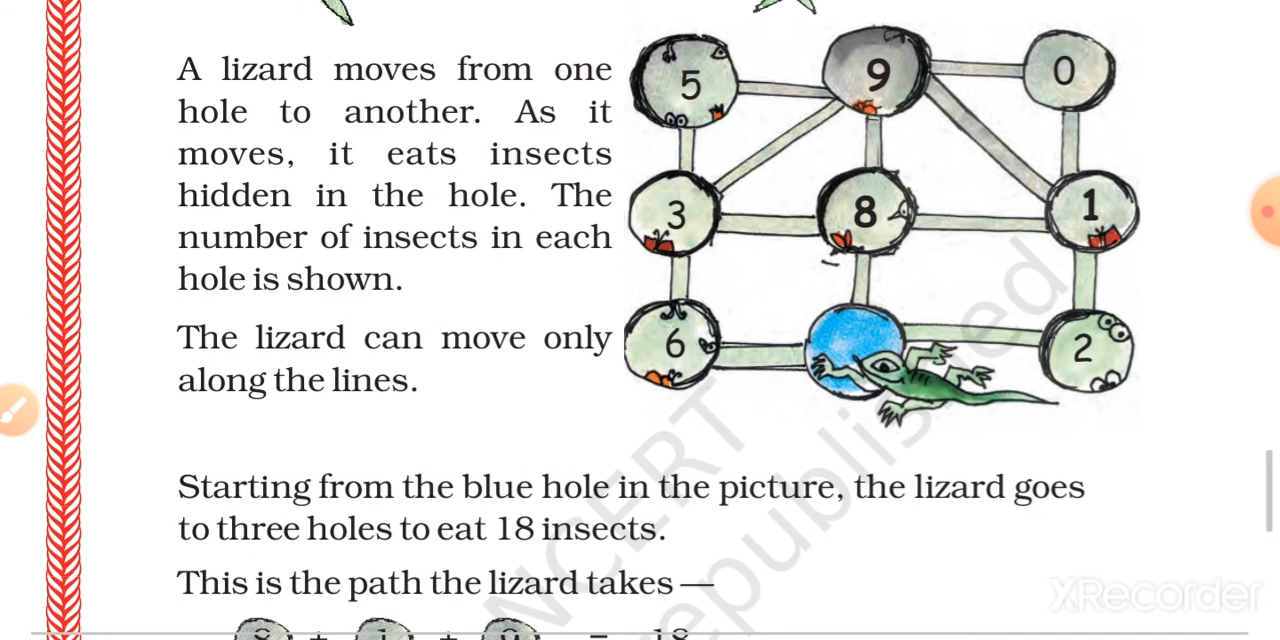 A lizard moves from one
hole to another. As it
moves, it eats insects
hidden in the hole. The
number of insects in each
hole is shown.
The lizard can move only
along the lines.
5 9 0
3 8 1
6 2
Starting from the blue hole in the picture, the lizard goes
to three holes to eat 18 insects.
This is the path the lizard takes —
+ + = 18
NCERT
republished
XRecorder